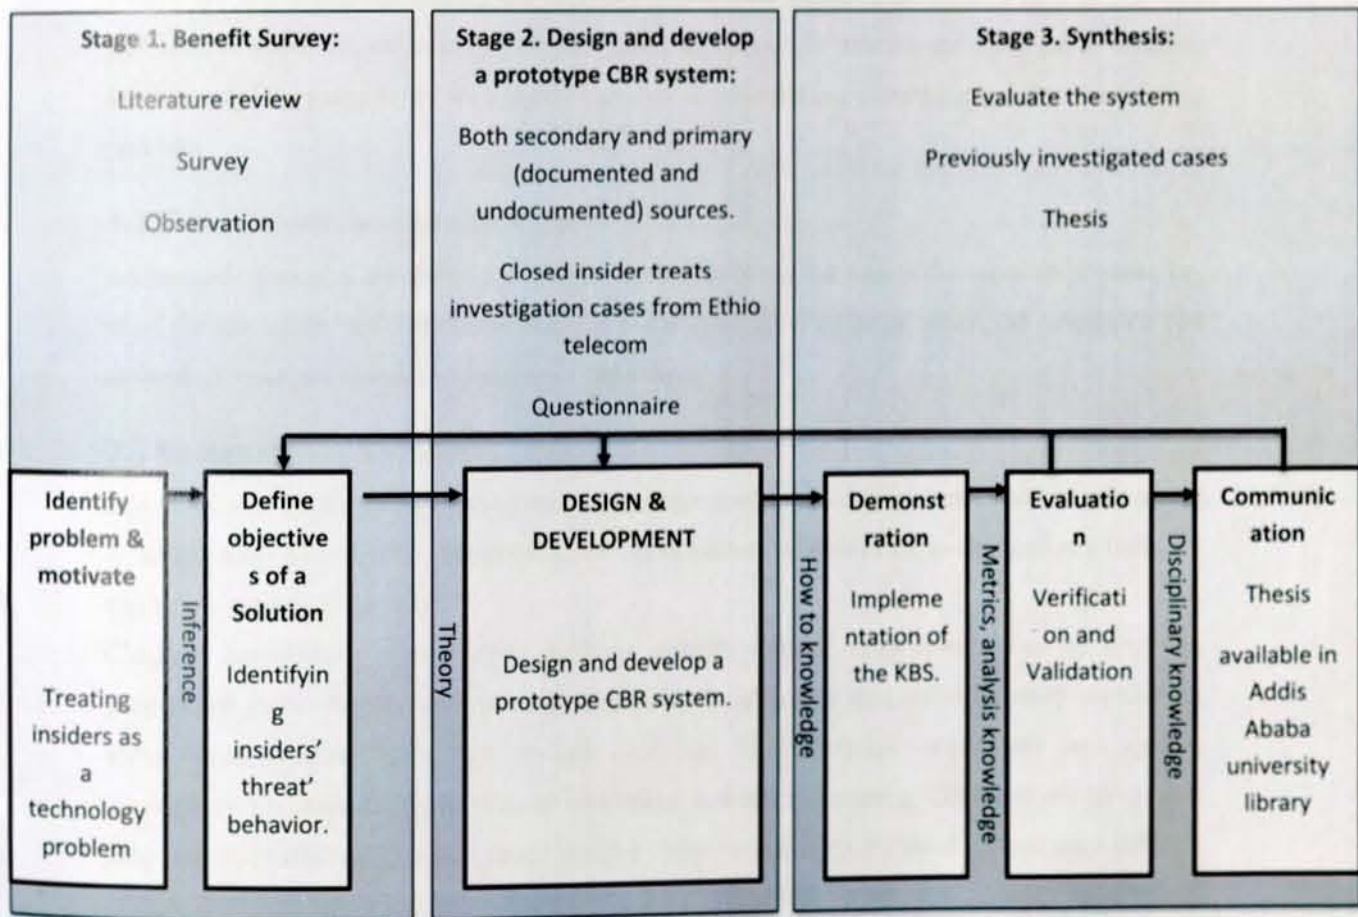 Stage 1. Benefit Survey:
Literature review
Survey
Observation
Stage 2. Design and develop
a prototype CBR system:
Both secondary and primary
(documented and
undocumented) sources.
Closed insider treats
investigation cases from Ethio
telecom
Questionnaire
Stage 3. Synthesis:
Evaluate the system
Previously investigated cases
Thesis
Identify
problem &
motivate
Treating
insiders as
a
technology
problem
Inference
Define
objective
s of a
Solution
Identifyin
g
insiders'
threat'
behavior.
Theory
DESIGN &
DEVELOPMENT
Design and develop a
prototype CBR system.
How to knowledge
Demonst
ration
Impleme
ntation of
the KBS.
Metrics, analysis knowledge
Evaluatio
n
Verificati
on and
Validation
Disciplinary knowledge
Communic
ation
Thesis
available in
Addis
Ababa
university
library